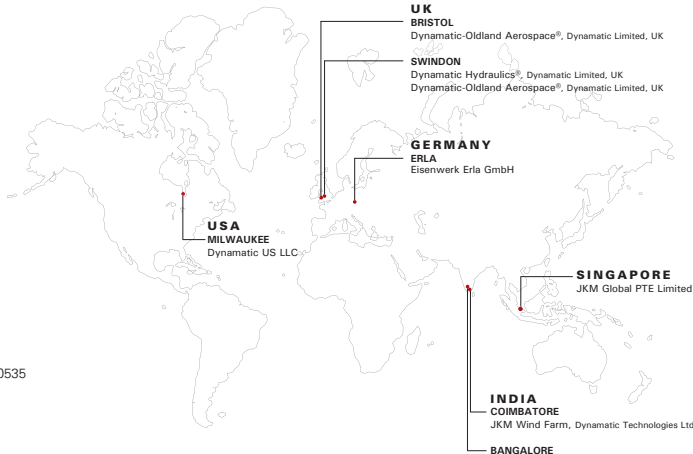 UK
BRISTOL
Dynamatic-Oldland Aerospace®, Dynamatic Limited, UK
SWINDON
Dynamatic Hydraulics®, Dynamatic Limited, UK
Dynamatic-Oldland Aerospace®, Dynamatic Limited, UK
GERMANY
ERLA
Eisenwerk Erla GmbH
USA
MILWAUKEE
Dynamatic US LLC
SINGAPORE
JKM Global PTE Limited
0535
INDIA
COIMBATORE
JKM Wind Farm, Dynamatic Technologies Ltd
BANGALORE